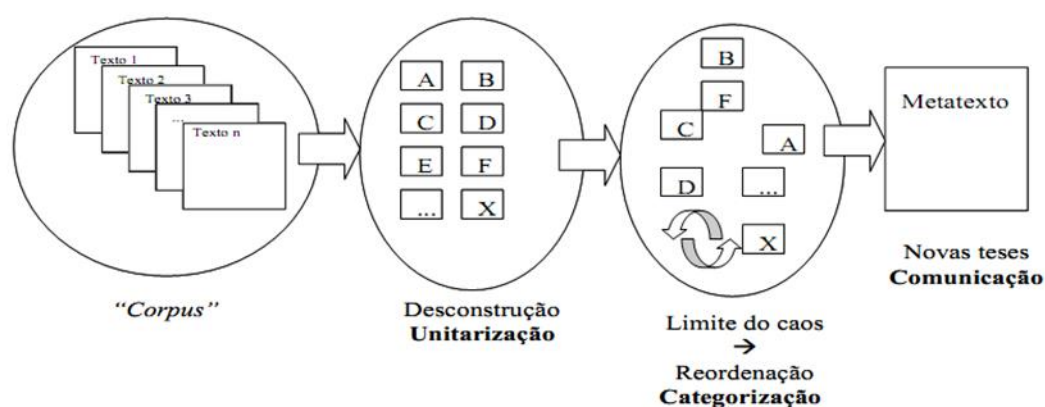 Texto 1
Texto 2
Texto 3
...
Texto n
“Corpus”
A B
C D
E F
... X
Desconstrução
Unitarização
B
F
C
A
D
...
X
Limite do caos
→
Reordenação
Categorização
Metatexto
Novas teses
Comunicação